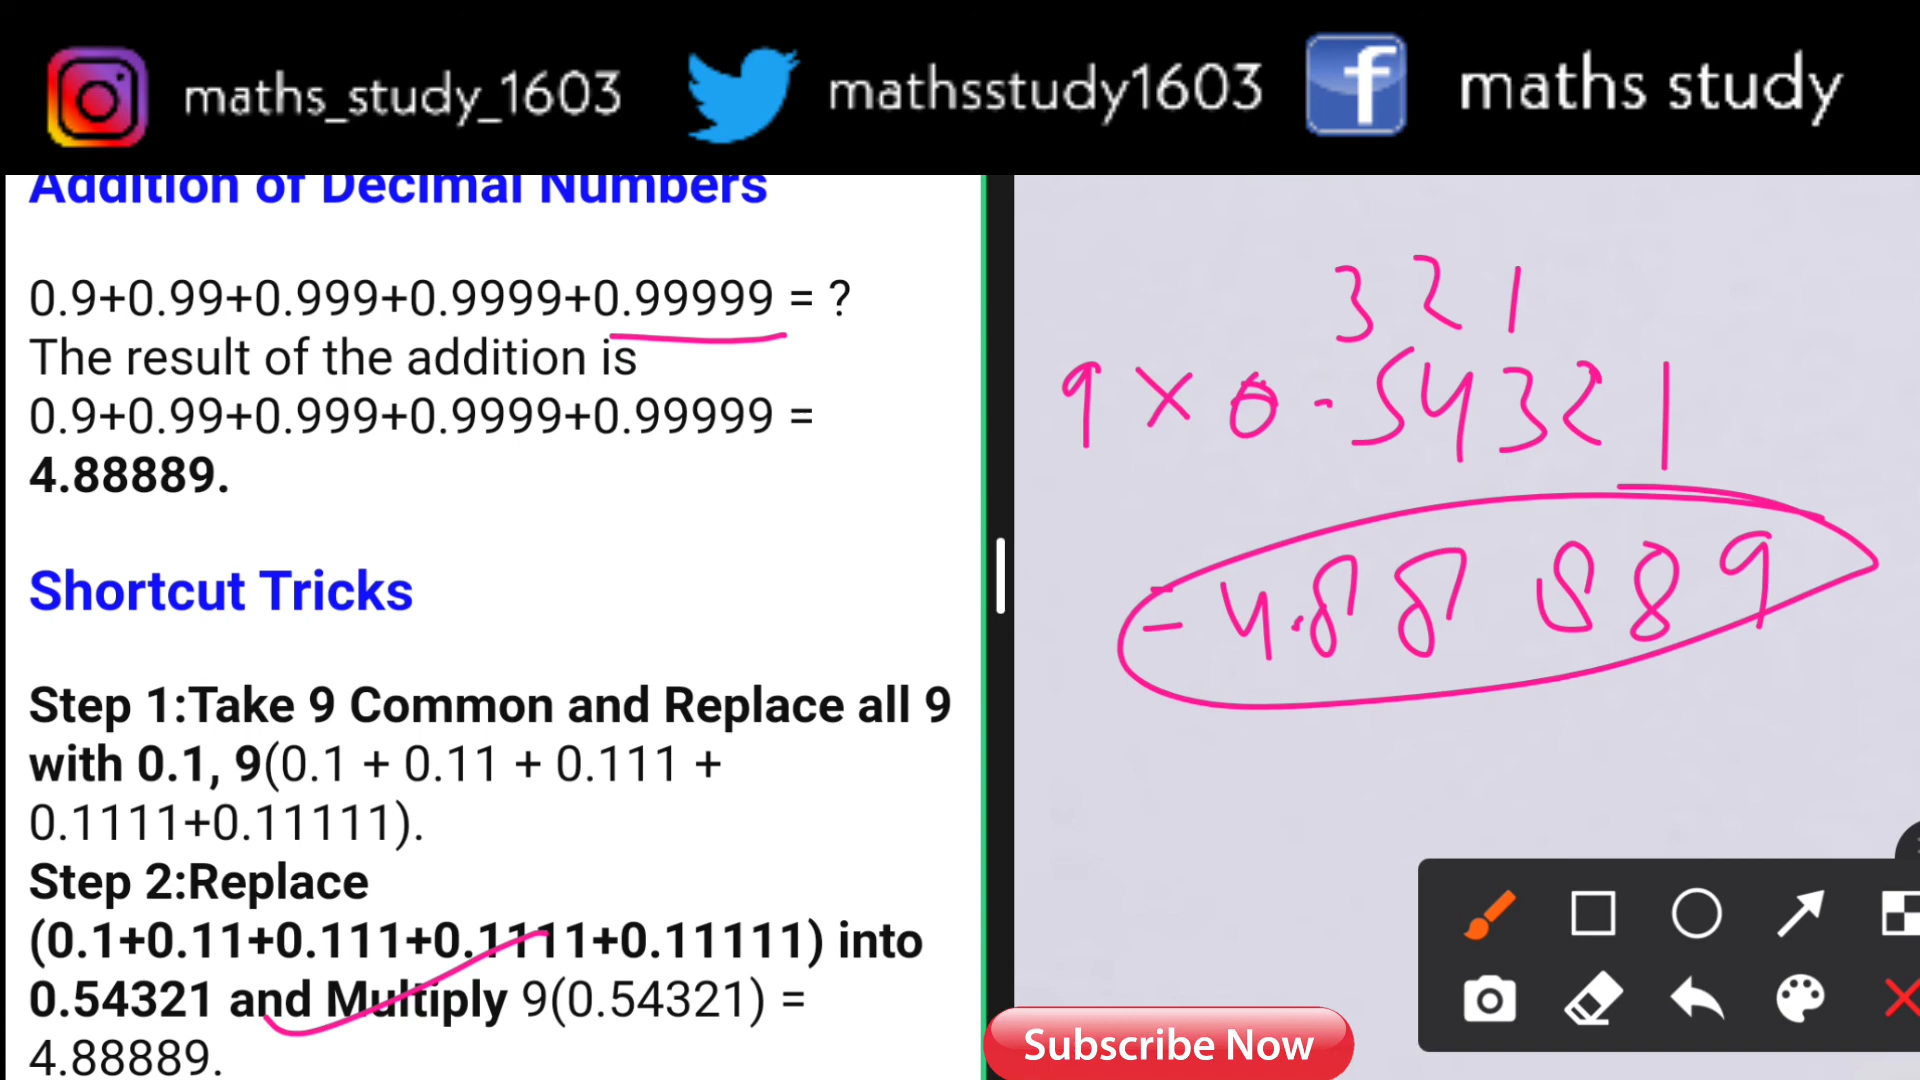 maths_study_1603 mathsstudy1603 maths study
Addition of Decimal Numbers
0.9+0.99+0.999+0.9999+0.99999 = ?
The result of the addition is
0.9+0.99+0.999+0.9999+0.99999 =
4.88889.
Shortcut Tricks
Step 1:Take 9 Common and Replace all 9
with 0.1, 9(0.1 + 0.11 + 0.111 +
0.1111+0.11111).
Step 2:Replace
(0.1+0.11+0.111+0.1111+0.11111) into
0.54321 and Multiply 9(0.54321) =
4.88889.
3 2 1
9 × 0.54321
= 4.88 889
Subscribe Now